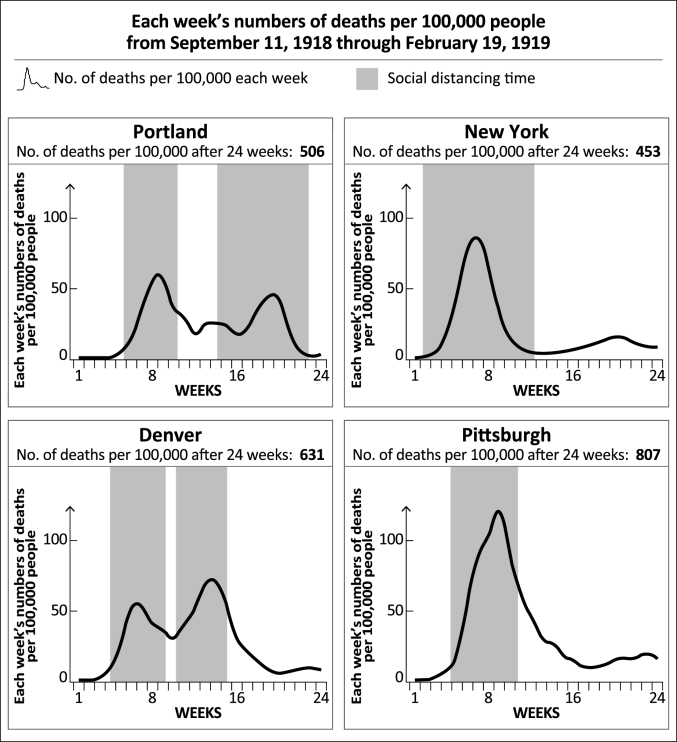 Each week's numbers of deaths per 100,000 people
from September 11, 1918 through February 19, 1919
No. of deaths per 100,000 each week
Social distancing time
Portland
No. of deaths per 100,000 after 24 weeks: 506
Each week's numbers of deaths
per 100,000 people
100
50
0
1
8
16
24
WEEKS
New York
No. of deaths per 100,000 after 24 weeks: 453
Each week's numbers of deaths
per 100,000 people
100
50
0
1
8
16
24
WEEKS
Denver
No. of deaths per 100,000 after 24 weeks: 631
Each week's numbers of deaths
per 100,000 people
100
50
0
1
8
16
24
WEEKS
Pittsburgh
No. of deaths per 100,000 after 24 weeks: 807
Each week's numbers of deaths
per 100,000 people
100
50
0
1
8
16
24
WEEKS